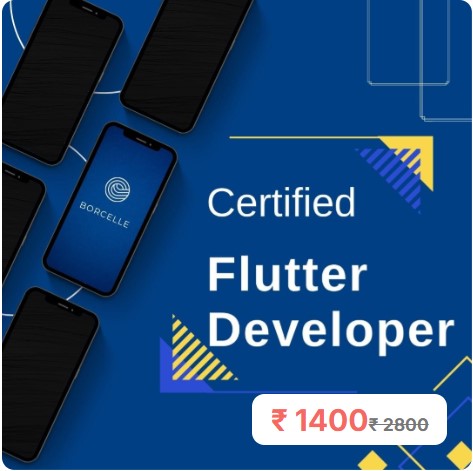 BORCELLE
Certified
Flutter
Developer
₹ 1400 ₹ 2800